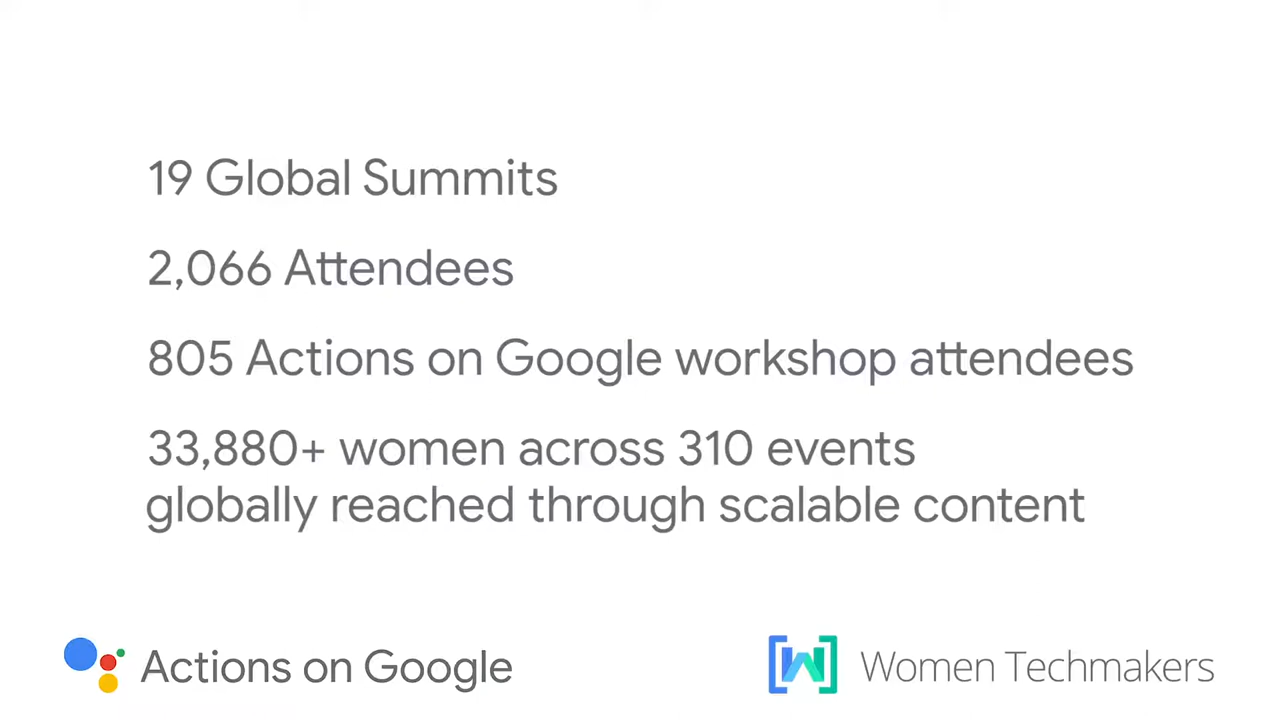 19 Global Summits
2,066 Attendees
805 Actions on Google workshop attendees
33,880+ women across 310 events
globally reached through scalable content
Actions on Google
W Women Techmakers